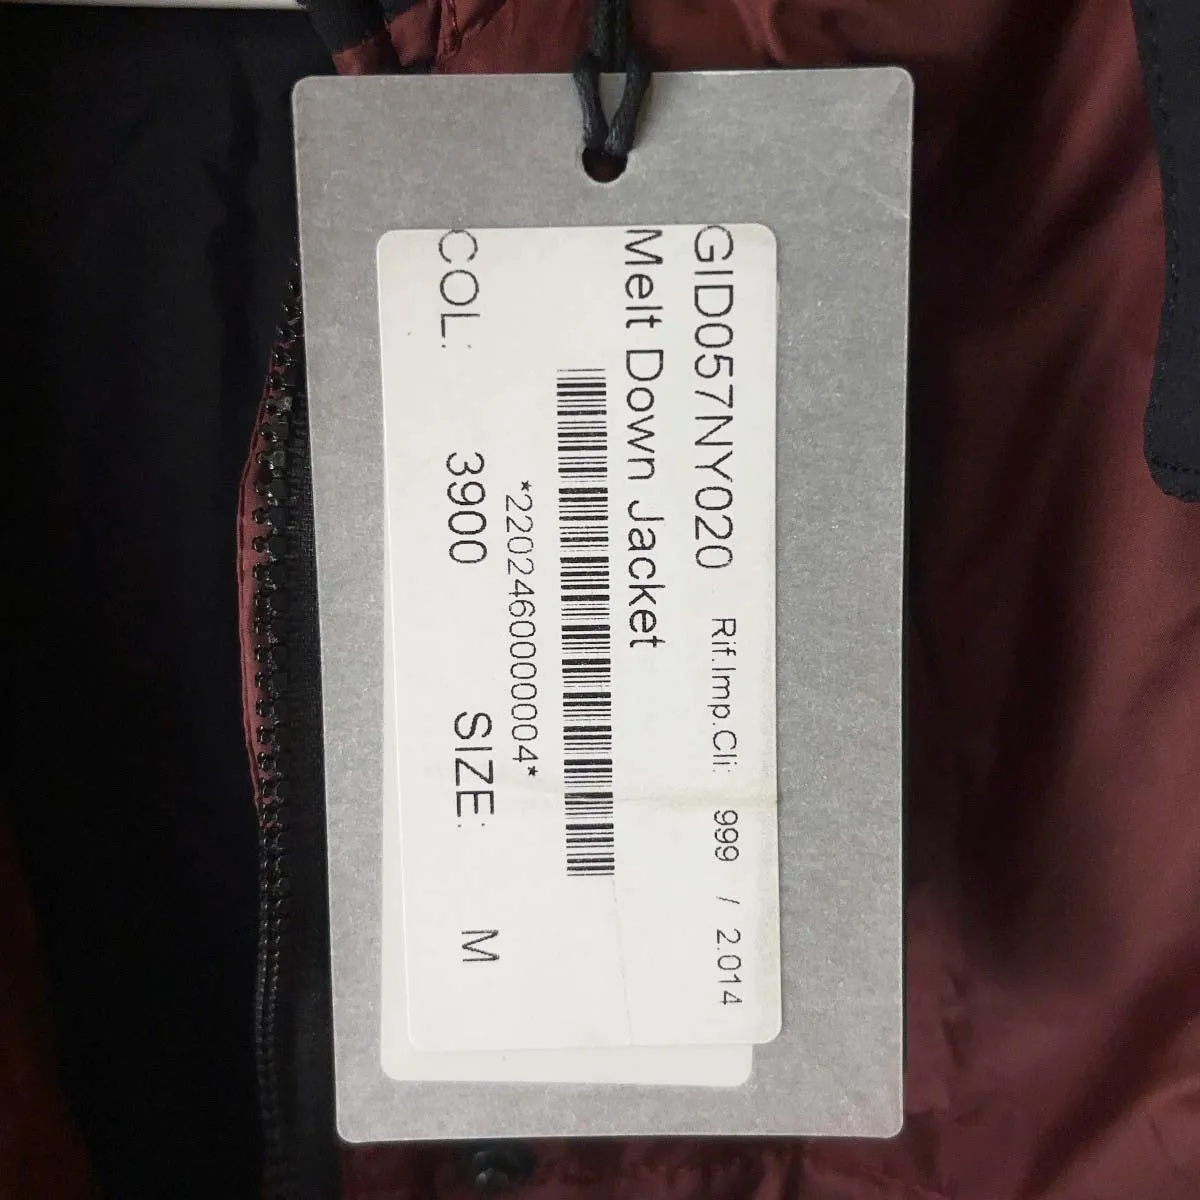 GID057NY020 Rif.Imp.Cli: 999 / 2.014
Melt Down Jacket
*2202460000004*
COL: 3900 SIZE: M